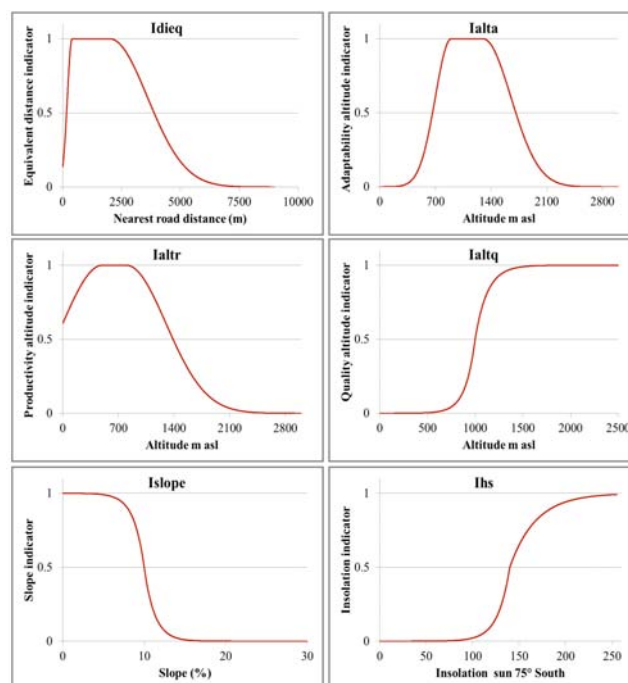 Idieq
Equivalent distance indicator
1
0.5
0
0 2500 5000 7500 10000
Nearest road distance (m)
Ialta
Adaptability altitude indicator
1
0.5
0
0 700 1400 2100 2800
Altitude m asl
Ialtr
Productivity altitude indicator
1
0.5
0
0 700 1400 2100 2800
Altitude m asl
Ialtq
Quality altitude indicator
1
0.5
0
0 500 1000 1500 2000 2500
Altitude m asl
Islope
Slope indicator
1
0.5
0
0 10 20 30
Slope (%)
Ihs
Insolation indicator
1
0.5
0
0 50 100 150 200 250
Insolation sun 75° South